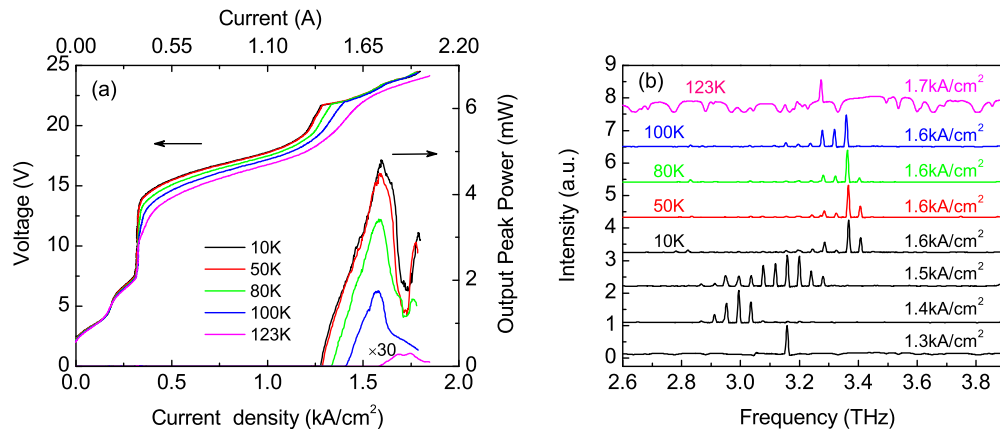 Current (A)
0.00 0.55 1.10 1.65 2.20
25
20
15
10
5
0
Voltage (V)
(a)
10K
50K
80K
100K
123K
×30
6
4
2
0
Output Peak Power (mW)
0.0 0.5 1.0 1.5 2.0
Current density (kA/cm²)
9
8
7
6
5
4
3
2
1
0
Intensity (a.u.)
(b)
123K 1.7kA/cm²
100K 1.6kA/cm²
80K 1.6kA/cm²
50K 1.6kA/cm²
10K 1.6kA/cm²
1.5kA/cm²
1.4kA/cm²
1.3kA/cm²
2.6 2.8 3.0 3.2 3.4 3.6 3.8
Frequency (THz)